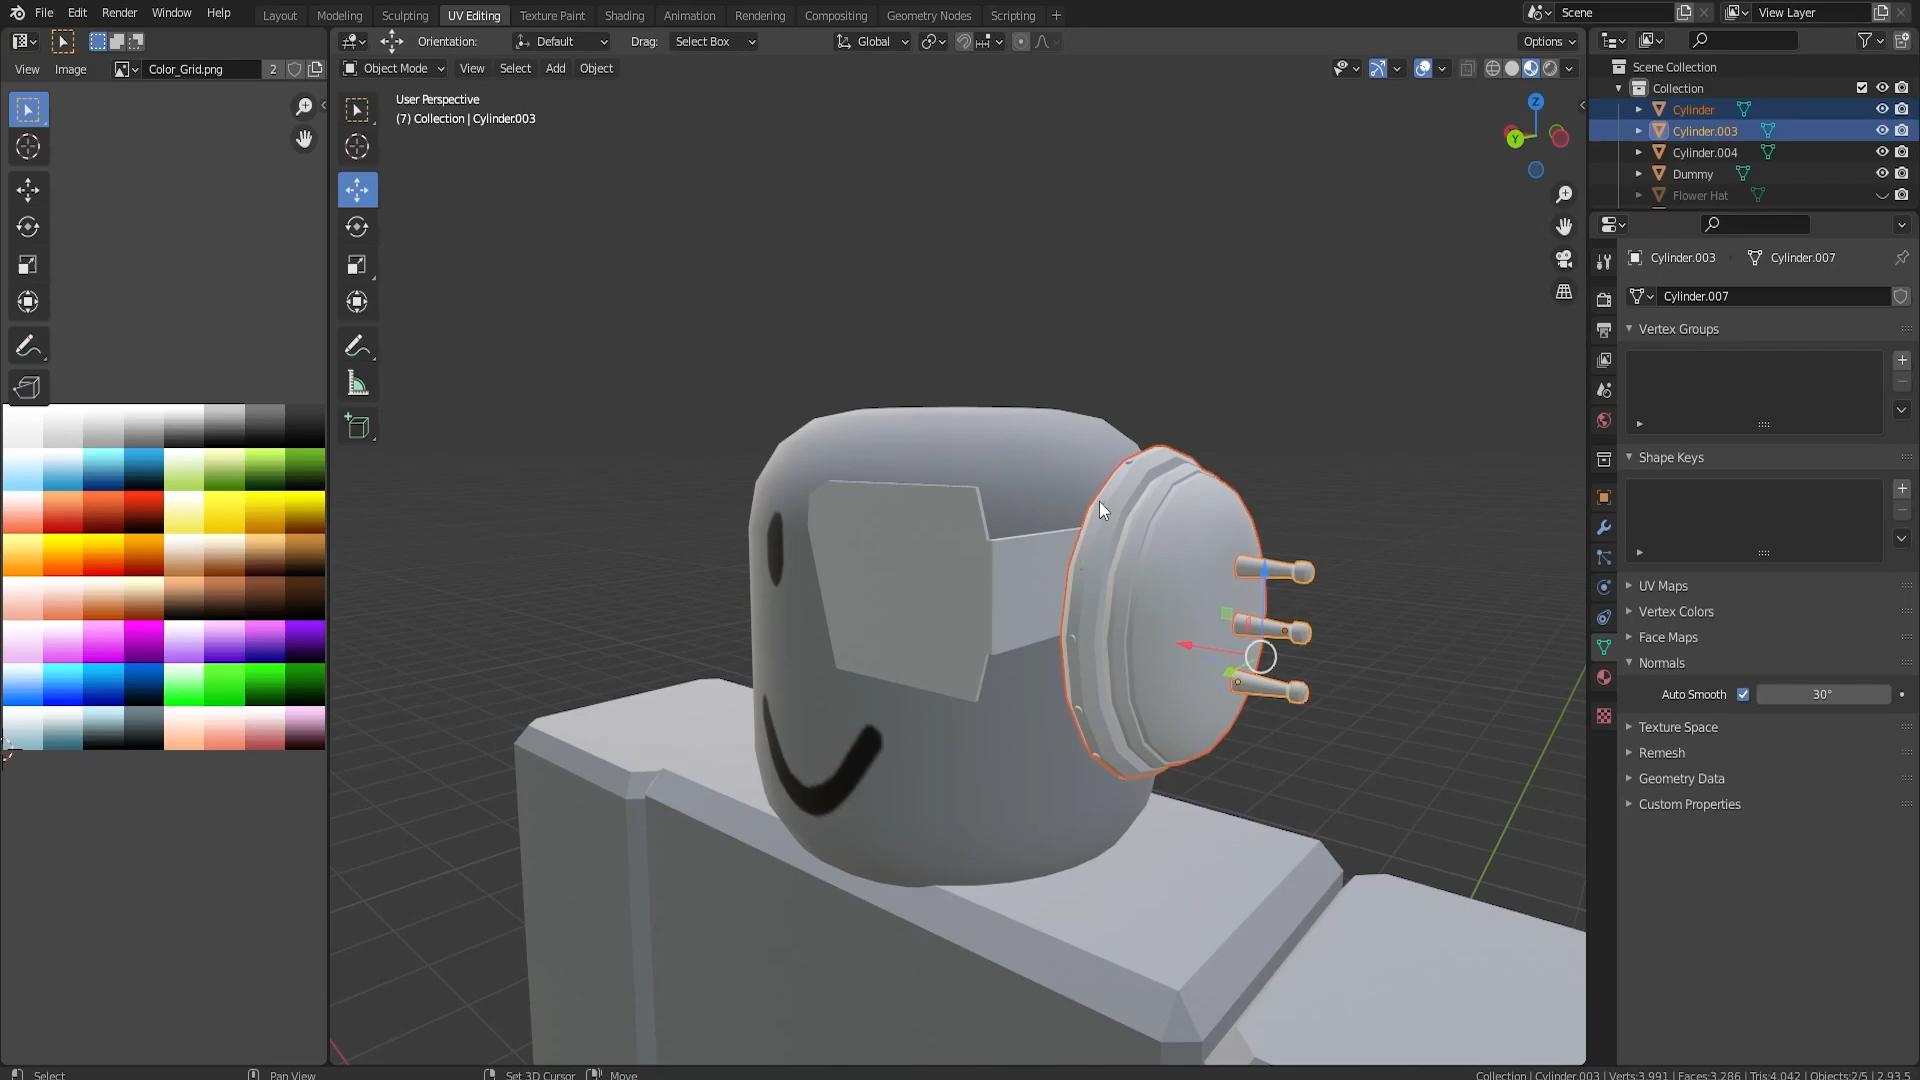 File Edit Render Window Help Layout Modeling Sculpting UV Editing Texture Paint Shading Animation Rendering Compositing Geometry Nodes Scripting + Scene View Layer
Orientation: Default Drag: Select Box Global Options
View Image Color_Grid.png 2 Object Mode View Select Add Object
User Perspective
(7) Collection | Cylinder.003
Z
Y
Scene Collection
Collection
Cylinder
Cylinder.003
Cylinder.004
Dummy
Flower Hat
Cylinder.003 Cylinder.007
Cylinder.007
Vertex Groups
Shape Keys
UV Maps
Vertex Colors
Face Maps
Normals
Auto Smooth 30°
Texture Space
Remesh
Geometry Data
Custom Properties
Select Pan View Set 3D Cursor Move Collection | Cylinder.003 | Verts:3,991 | Faces:3,286 | Tris:4,042 | Objects:2/5 | 2.93.5